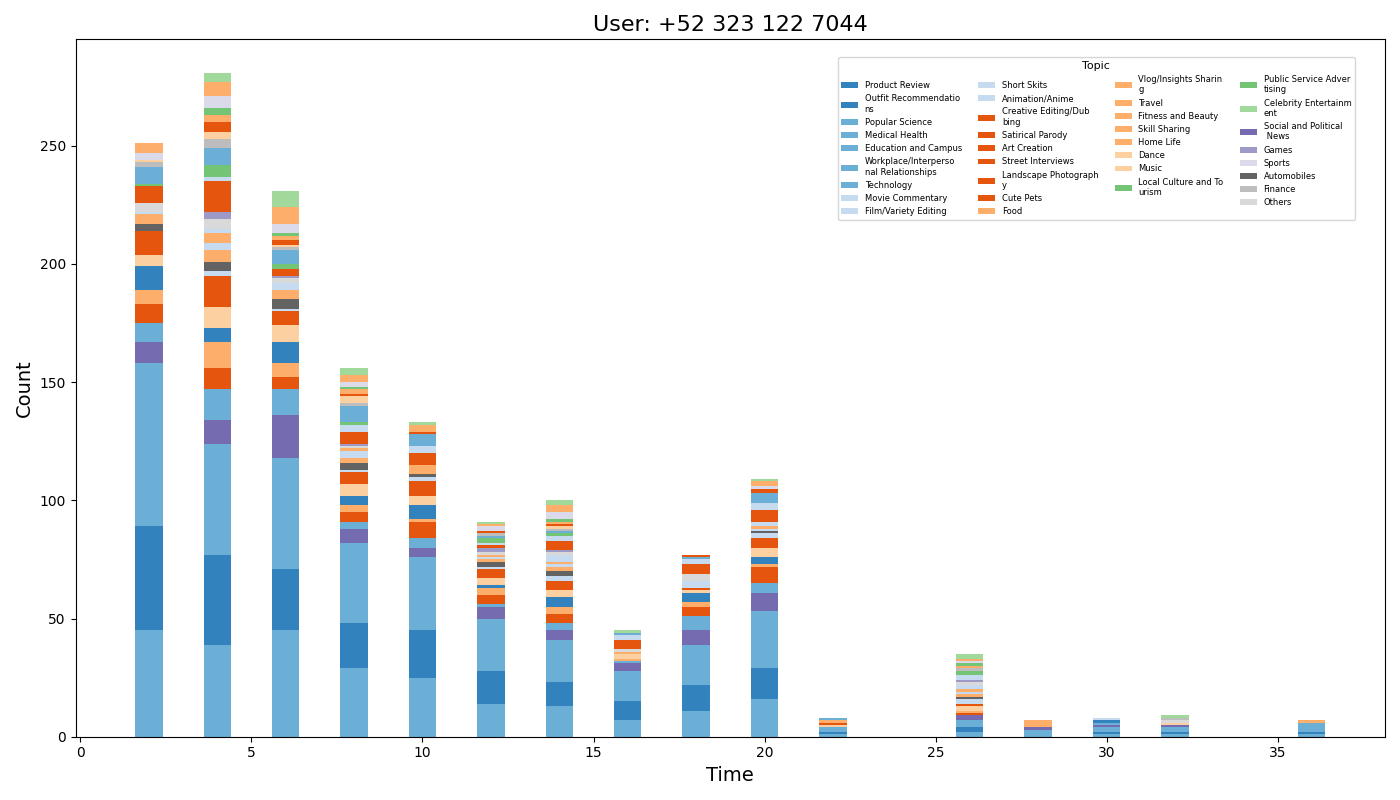 User: +52 323 122 7044
Topic
Product Review
Outfit Recommendatio
ns
Popular Science
Medical Health
Education and Campus
Workplace/Interperso
nal Relationships
Technology
Movie Commentary
Film/Variety Editing
Short Skits
Animation/Anime
Creative Editing/Dub
bing
Satirical Parody
Art Creation
Street Interviews
Landscape Photograph
y
Cute Pets
Food
Vlog/Insights Sharin
g
Travel
Fitness and Beauty
Skill Sharing
Home Life
Dance
Music
Local Culture and To
urism
Public Service Adver
tising
Celebrity Entertainm
ent
Social and Political
News
Games
Sports
Automobiles
Finance
Others
Count
250
200
150
100
50
0
0 5 10 15 20 25 30 35
Time